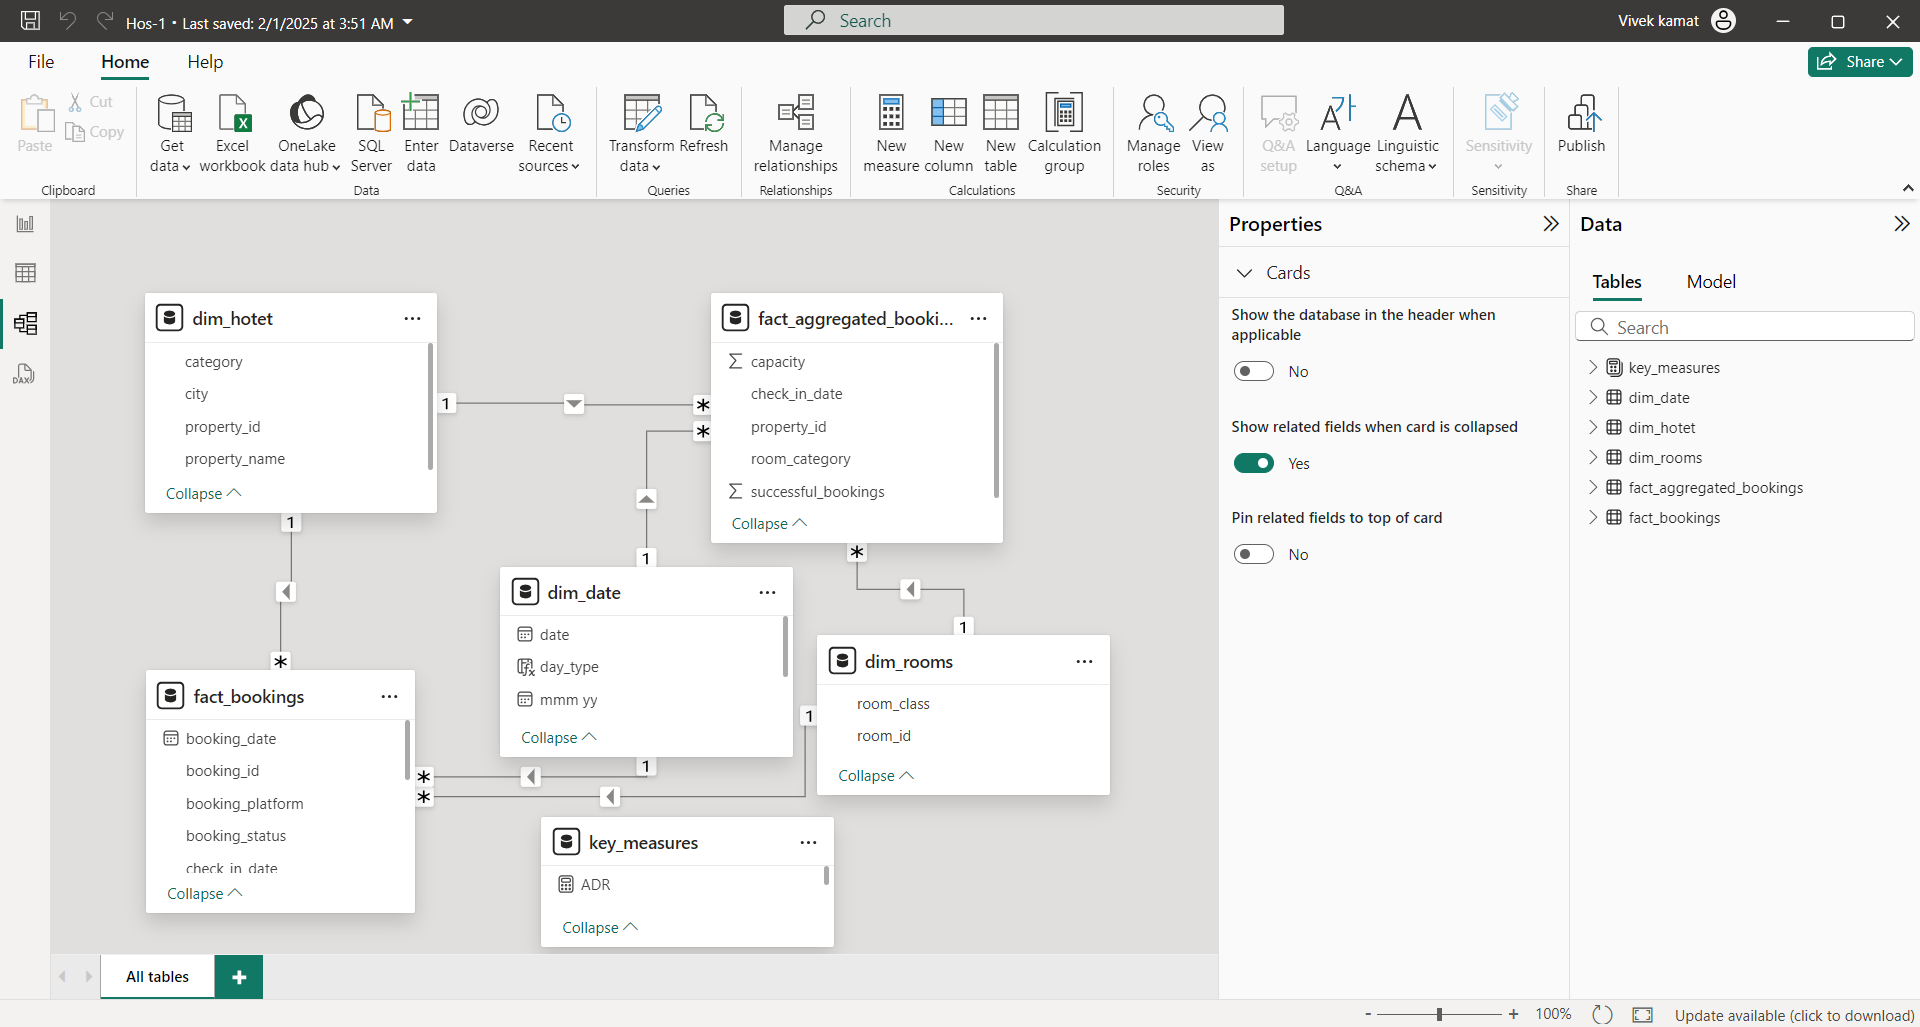 Hos-1 • Last saved: 2/1/2025 at 3:51 AM
Search
Vivek kamat
File
Home
Help
Share
Paste
Cut
Copy
Clipboard
Get data
Excel workbook
OneLake data hub
SQL Server
Enter data
Dataverse
Recent sources
Data
Transform data
Refresh
Queries
Manage relationships
Relationships
New measure
New column
New table
Calculation group
Calculations
Manage roles
View as
Security
Q&A setup
Language
Linguistic schema
Q&A
Sensitivity
Sensitivity
Publish
Share
DAX
dim_hotet
...
category
city
property_id
property_name
Collapse
1
*
1
*
fact_aggregated_booki...
...
Σ capacity
check_in_date
property_id
room_category
Σ successful_bookings
Collapse
*
*
1
1
dim_date
...
date
day_type
mmm yy
Collapse
1
*
dim_rooms
...
room_class
room_id
Collapse
1
*
fact_bookings
...
booking_date
booking_id
booking_platform
booking_status
check_in_date
Collapse
key_measures
...
ADR
Collapse
All tables
+
Properties
Cards
Show the database in the header when
applicable
No
Show related fields when card is collapsed
Yes
Pin related fields to top of card
No
Data
Tables
Model
Search
key_measures
dim_date
dim_hotet
dim_rooms
fact_aggregated_bookings
fact_bookings
- + 100%
Update available (click to download)